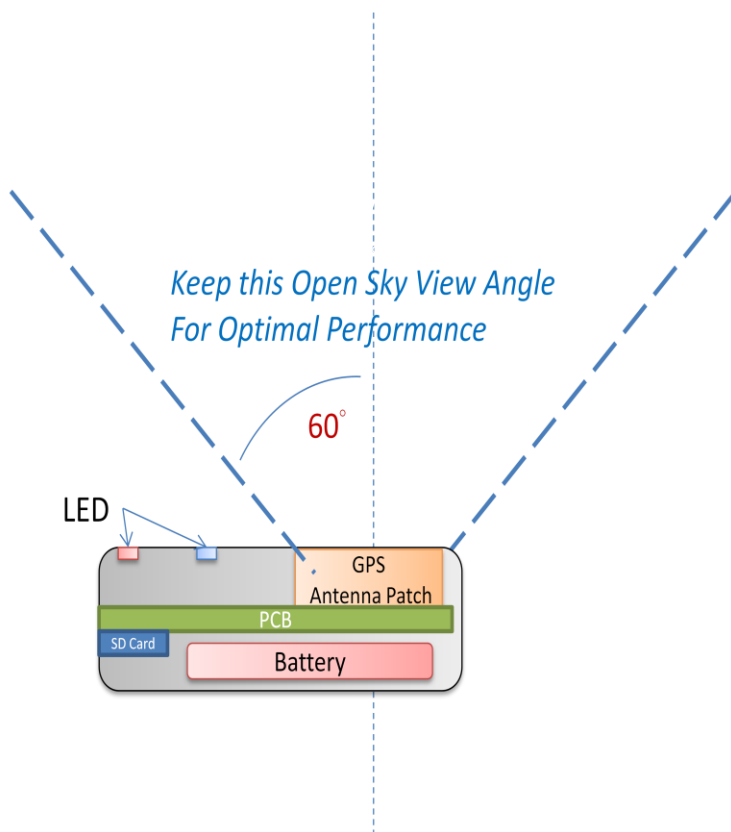 Keep this Open Sky View Angle
For Optimal Performance
60°
LED
GPS
Antenna Patch
PCB
SD Card
Battery